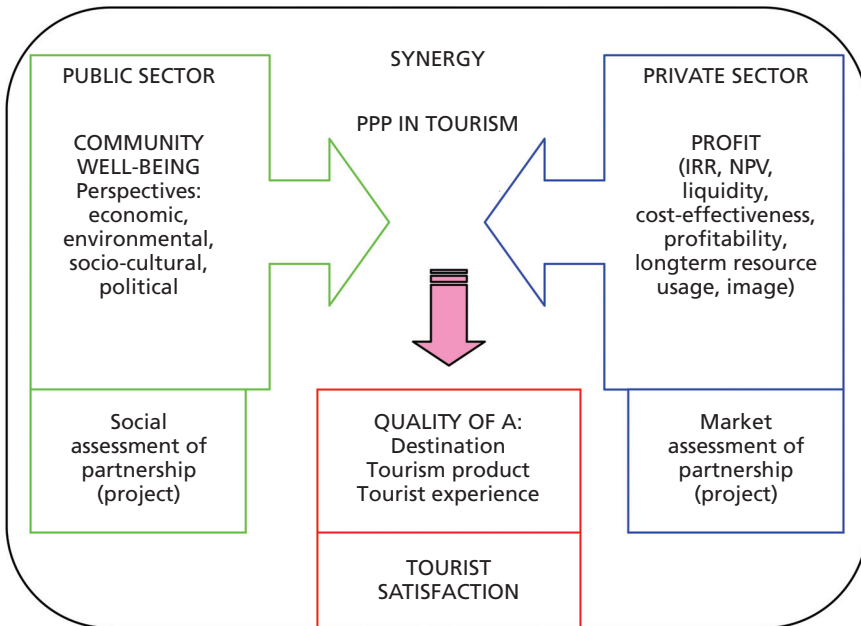 PUBLIC SECTOR
COMMUNITY
WELL-BEING
Perspectives:
economic,
environmental,
socio-cultural,
political
Social
assessment of
partnership
(project)
SYNERGY
PPP IN TOURISM
QUALITY OF A:
Destination
Tourism product
Tourist experience
TOURIST
SATISFACTION
PRIVATE SECTOR
PROFIT
(IRR, NPV,
liquidity,
cost-effectiveness,
profitability,
longterm resource
usage, image)
Market
assessment of
partnership
(project)